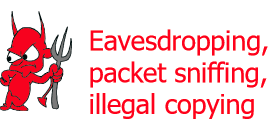 Eavesdropping,
packet sniffing,
illegal copying